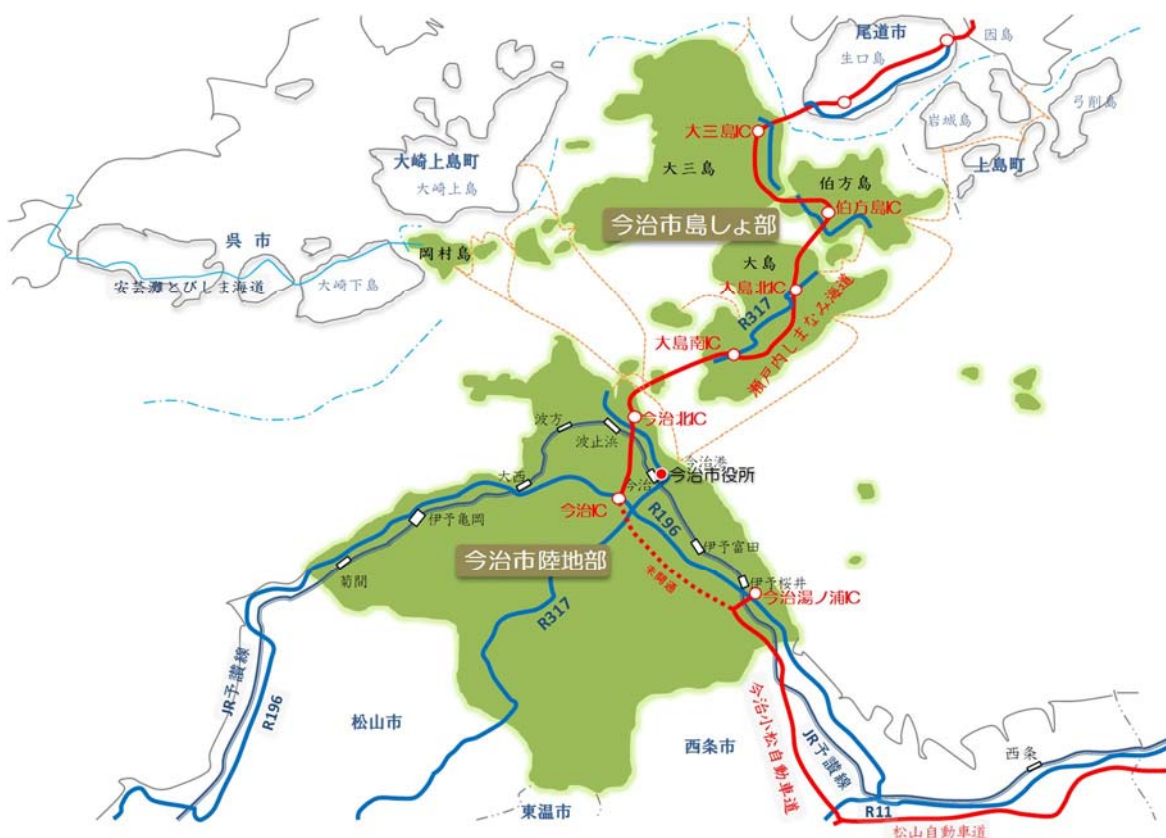 尾道市
因島
生口島
弓削島
岩城島
大三島IC
大崎上島町
上島町
大三島
伯方島
大崎上島
伯方島IC
今治市島しょ部
呉市
岡村島
大島
安芸灘とびしま海道
大崎下島
大島北IC
R317
瀬戸内しまなみ海道
大島南IC
今治北IC
波方
波止浜
今治港
今治市役所
大西
今治
今治IC
R196
伊予亀岡
伊予富田
今治市陸地部
未開通
伊予桜井
菊間
今治湯ノ浦IC
R317
JR予讃線
R196
今治小松自動車道
松山市
西条市
JR予讃線
西条
東温市
R11
松山自動車道